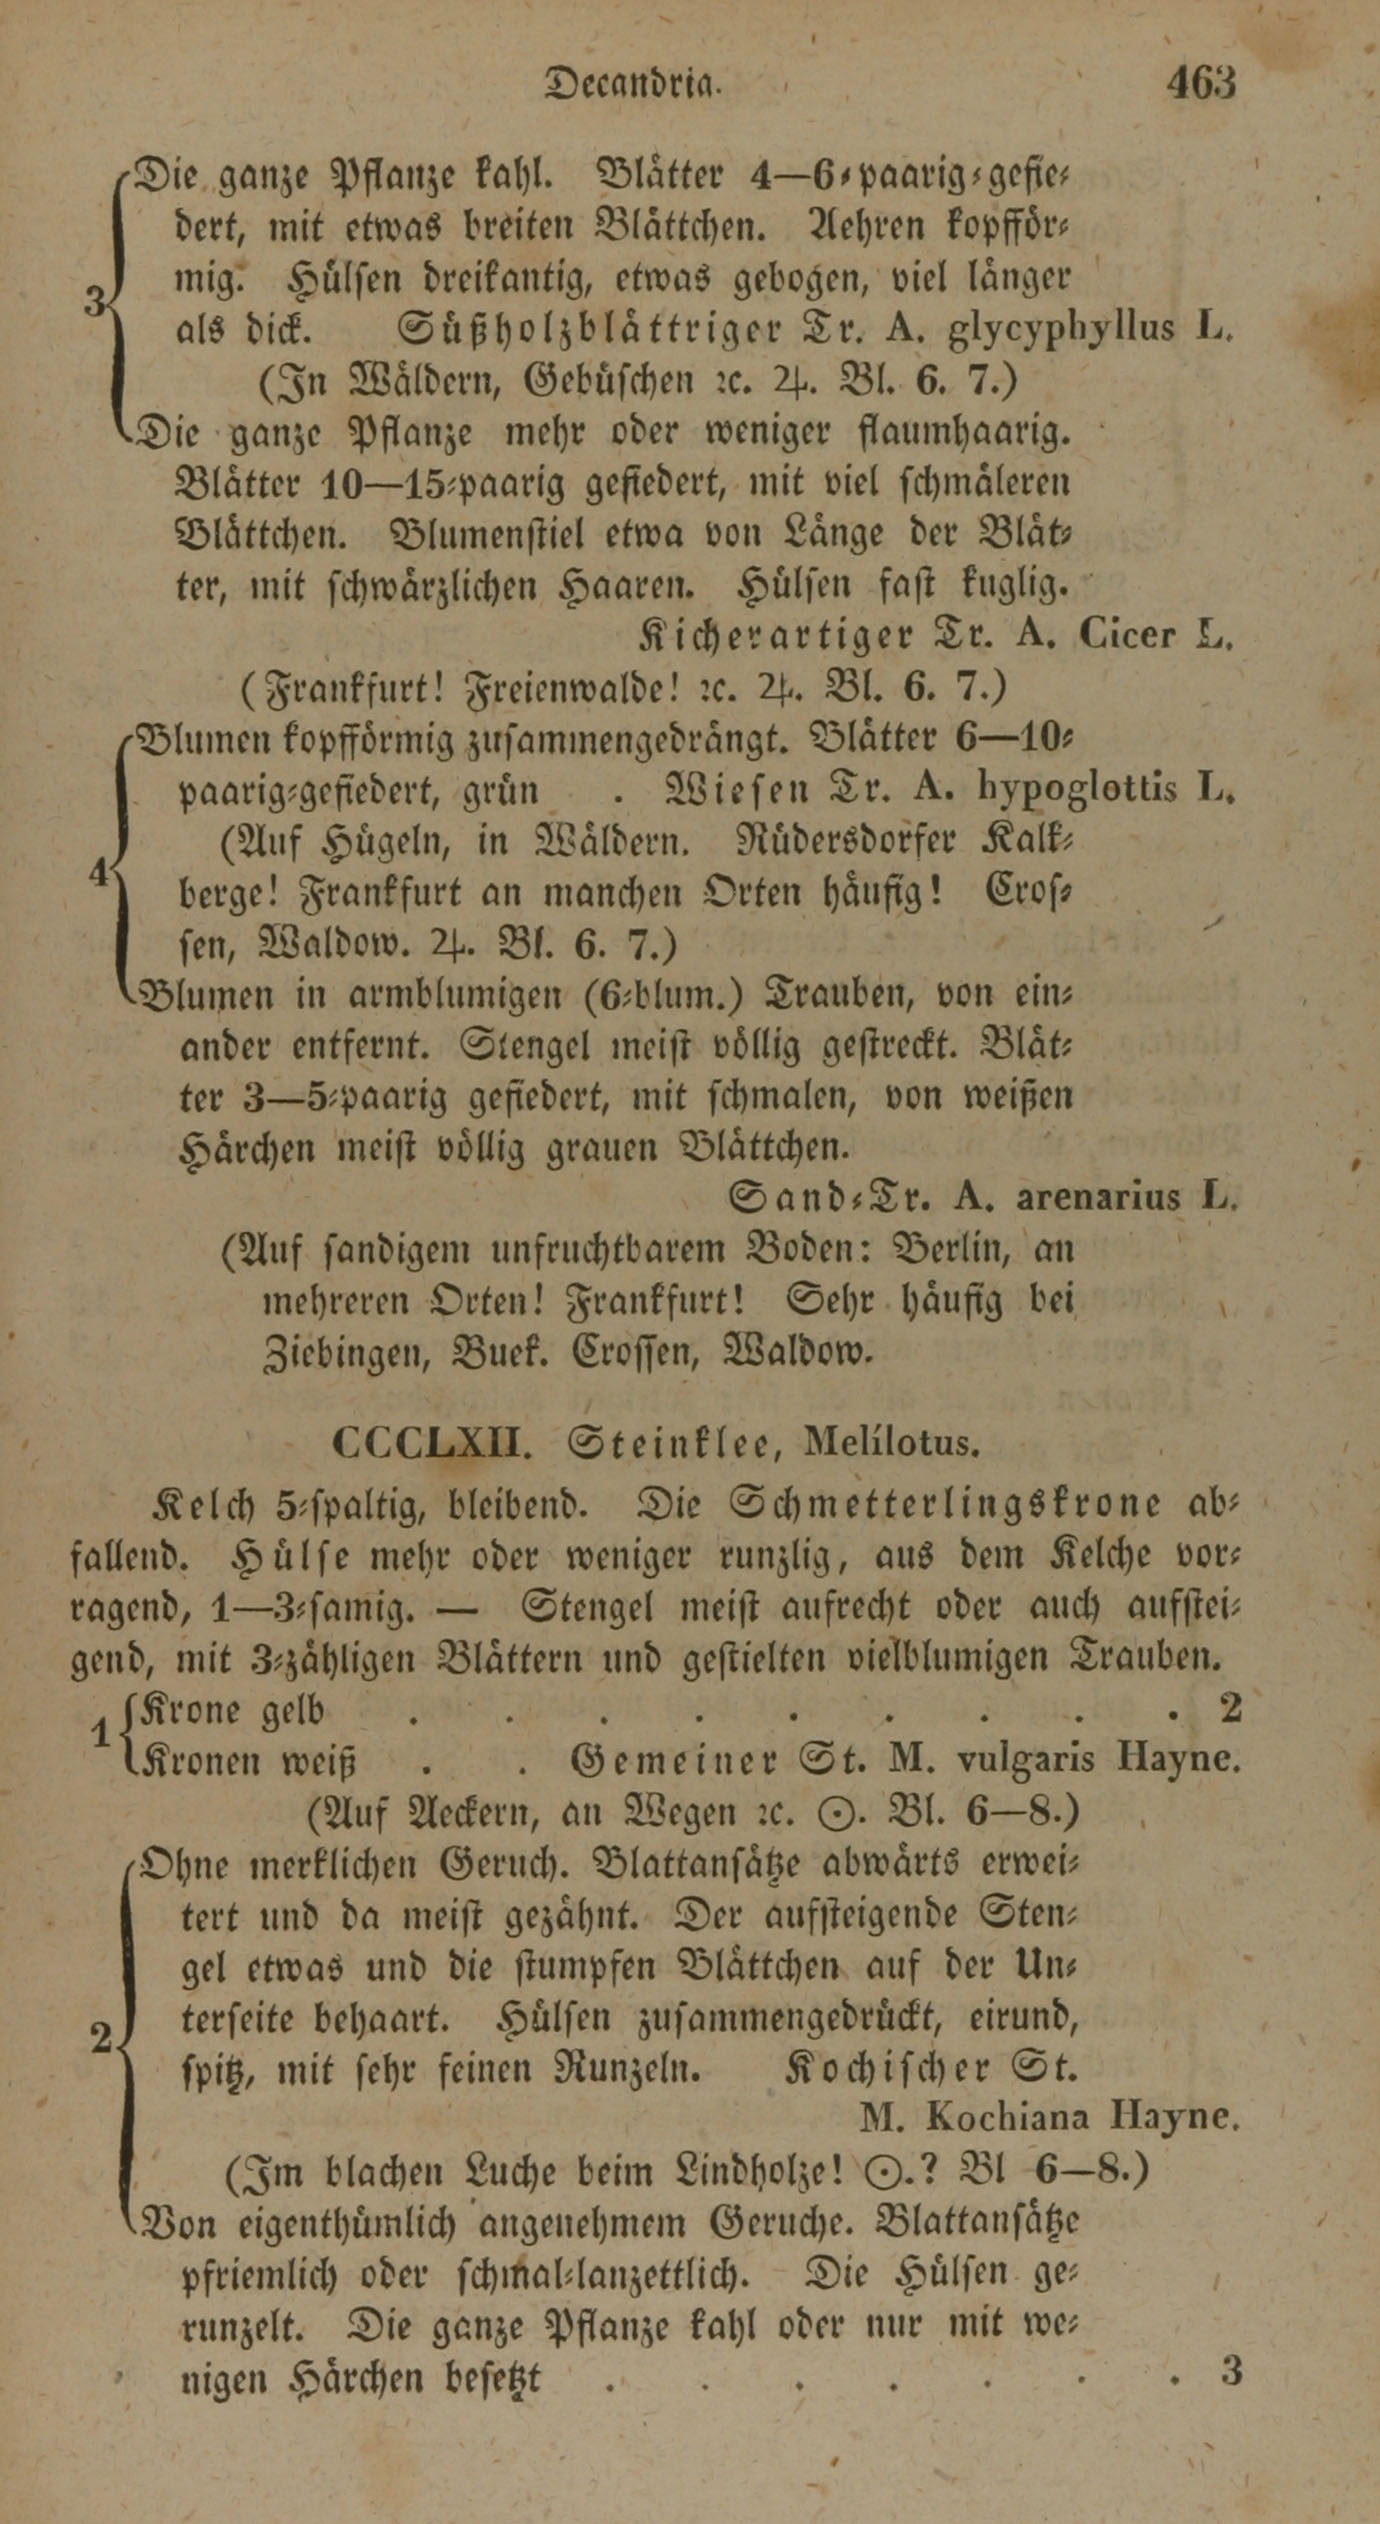 Decandria. 463
3 Die ganze Pflanze kahl. Blätter 4—6-paarig-gefie-
dert, mit etwas breiten Blättchen. Aehren kopfför-
mig. Hülsen dreikantig, etwas gebogen, viel länger
als dick. Süßholzblättriger Tr. A. glycyphyllus L.
(In Wäldern, Gebüschen ꝛc. ♃. Bl. 6. 7.)
Die ganze Pflanze mehr oder weniger flaumhaarig.
Blätter 10—15-paarig gefiedert, mit viel schmäleren
Blättchen. Blumenstiel etwa von Länge der Blät-
ter, mit schwärzlichen Haaren. Hülsen fast kuglig.
Kicherartiger Tr. A. Cicer L.
(Frankfurt! Freienwalde! ꝛc. ♃. Bl. 6. 7.)
4 Blumen kopfförmig zusammengedrängt. Blätter 6—10-
paarig-gefiedert, grün . Wiesen Tr. A. hypoglottis L.
(Auf Hügeln, in Wäldern. Rüdersdorfer Kalk-
berge! Frankfurt an manchen Orten häufig! Cros-
sen, Waldow. ♃. Bl. 6. 7.)
Blumen in armblumigen (6-blum.) Trauben, von ein-
ander entfernt. Stengel meist völlig gestreckt. Blät-
ter 3—5-paarig gefiedert, mit schmalen, von weißen
Härchen meist völlig grauen Blättchen.
Sand-Tr. A. arenarius L.
(Auf sandigem unfruchtbarem Boden: Berlin, an
mehreren Orten! Frankfurt! Sehr häufig bei
Ziebingen, Buek. Crossen, Waldow.
CCCLXII. Steinklee, Melílotus.
Kelch 5-spaltig, bleibend. Die Schmetterlingskrone ab-
fallend. Hülse mehr oder weniger runzlig, aus dem Kelche vor-
ragend, 1—3-samig. — Stengel meist aufrecht oder auch aufstei-
gend, mit 3-zähligen Blättern und gestielten vielblumigen Trauben.
1 Krone gelb . . . . . . . . . 2
Kronen weiß . . Gemeiner St. M. vulgaris Hayne.
(Auf Aeckern, an Wegen ꝛc. ☉. Bl. 6—8.)
2 Ohne merklichen Geruch. Blattansätze abwärts erwei-
tert und da meist gezähnt. Der aufsteigende Sten-
gel etwas und die stumpfen Blättchen auf der Un-
terseite behaart. Hülsen zusammengedrückt, eirund,
spitz, mit sehr feinen Runzeln. Kochischer St.
M. Kochiana Hayne.
(Im blachen Luche beim Lindholze! ☉.? Bl 6—8.)
Von eigenthümlich angenehmem Geruche. Blattansätze
pfriemlich oder schmal-lanzettlich. Die Hülsen ge-
runzelt. Die ganze Pflanze kahl oder nur mit we-
nigen Härchen besetzt . . . . . . . 3